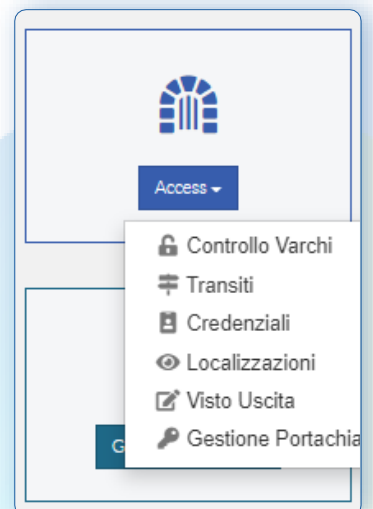 Access
Controllo Varchi
Transiti
Credenziali
Localizzazioni
Visto Uscita
Gestione Portachia
G